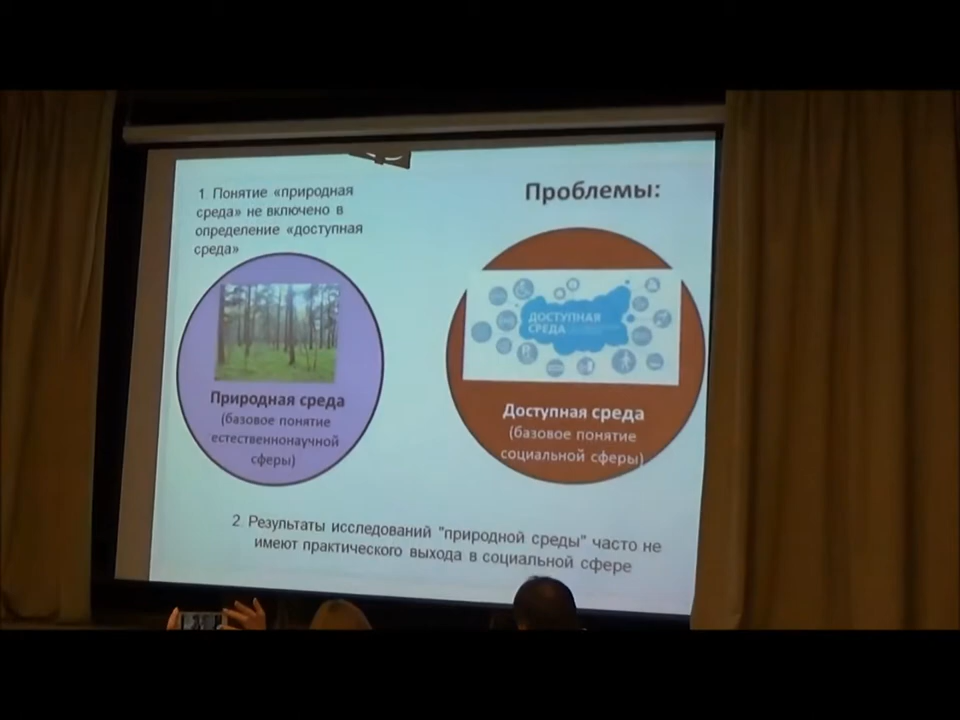 Проблемы:
1. Понятие «природная
среда» не включено в
определение «доступная
среда»
Природная среда
(базовое понятие
естественнонаучной
сферы)
ДОСТУПНАЯ
СРЕДА
Доступная среда
(базовое понятие
социальной сферы)
2. Результаты исследований "природной среды" часто не
имеют практического выхода в социальной сфере